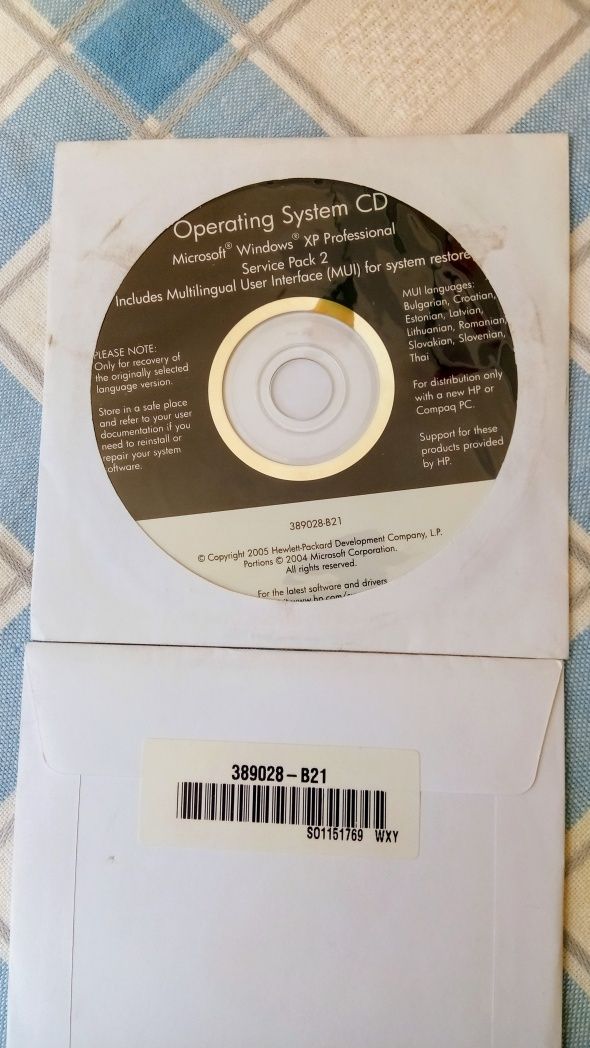 Operating System CD
Microsoft® Windows® XP Professional
Service Pack 2
Includes Multilingual User Interface (MUI) for system restore
PLEASE NOTE:
Only for recovery of
the originally selected
language version.
Store in a safe place
and refer to your user
documentation if you
need to reinstall or
repair your system
oftware.
MUI languages:
Bulgarian, Croatian,
Estonian, Latvian,
Lithuanian, Romanian,
Slovakian, Slovenian,
Thai
For distribution only
with a new HP or
Compaq PC.
Support for these
products provided
by HP.
389028-B21
© Copyright 2005 Hewlett-Packard Development Company, L.P.
Portions © 2004 Microsoft Corporation.
All rights reserved.
For the latest software and drivers
389028-B21
S01151769 WXY